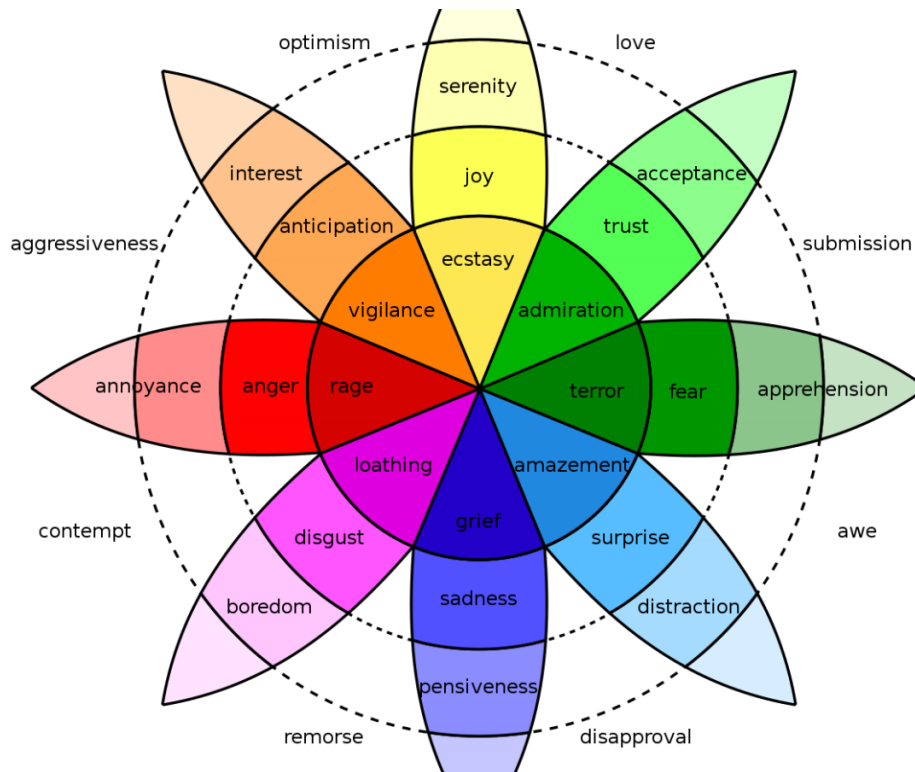 optimism
love
serenity
interest
acceptance
joy
anticipation
trust
aggressiveness
submission
ecstasy
vigilance
admiration
annoyance
anger
rage
terror
fear
apprehension
loathing
amazement
contempt
grief
awe
disgust
surprise
boredom
sadness
distraction
pensiveness
remorse
disapproval